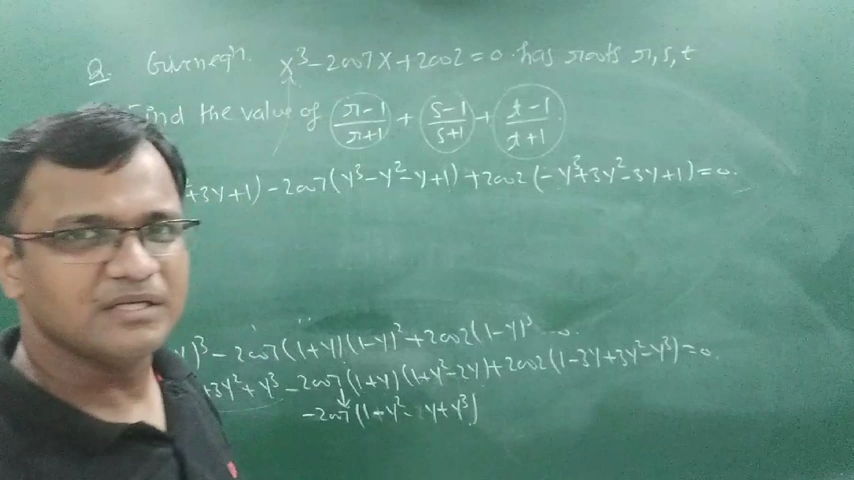 Q. Given eqn. x³-2007x+2002=0 has roots r, s, t
Find the value of (r-1)/(r+1) + (s-1)/(s+1) + (t-1)/(t+1).
+3y+1) - 2007(y³-y²-y+1) + 2002(-y³+3y²-3y+1)=0.
y)³ - 2007(1+y)(1-y)² + 2002(1-y)³ = 0.
+3y²+y³ - 2007(1+y)(1+y²-2y) + 2002(1-3y+3y²-y³)=0.
-2007(1+y²-2y+y³)